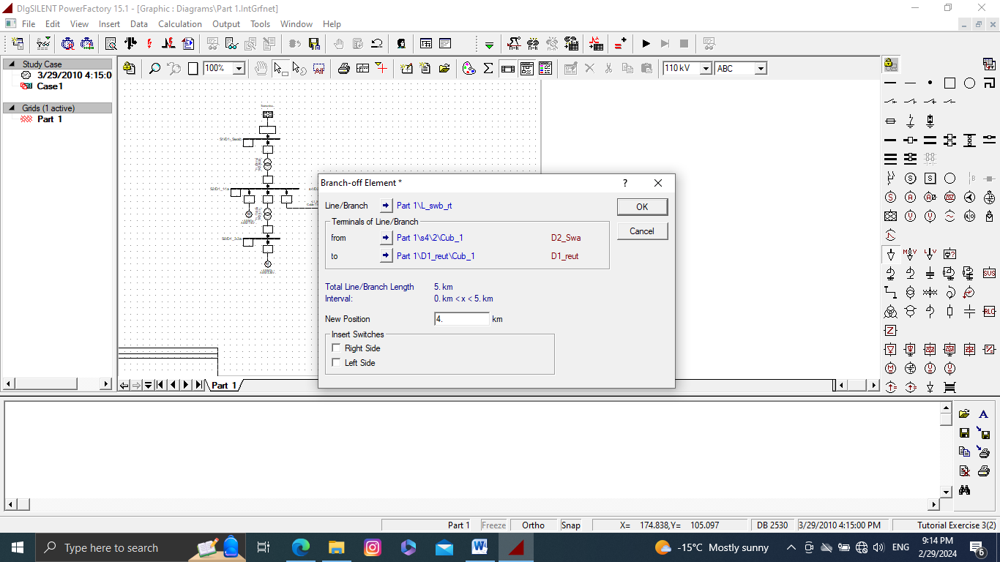 DIgSILENT PowerFactory 15.1 - [Graphic : Diagrams\Part 1.IntGrfnet]
File Edit View Insert Data Calculation Output Tools Window Help
100%
110 kV
ABC
Study Case
3/29/2010 4:15:0
Case1
Grids (1 active)
Part 1
Branch-off Element *
?
Line/Branch
Part 1\L_swb_rt
OK
Terminals of Line/Branch
Cancel
from
Part 1\s4\2\Cub_1
D2_Swa
to
Part 1\D1_reut\Cub_1
D1_reut
Total Line/Branch Length
5. km
Interval:
0. km < x < 5. km
New Position
4.
km
Insert Switches
Right Side
Left Side
SVS
RLC
Part 1
Part 1 Freeze Ortho Snap X= 174.838,Y= 105.097 DB 2530 3/29/2010 4:15:00 PM Tutorial Exercise 3(2)
Type here to search
-15°C Mostly sunny
ENG
9:14 PM
2/29/2024
6